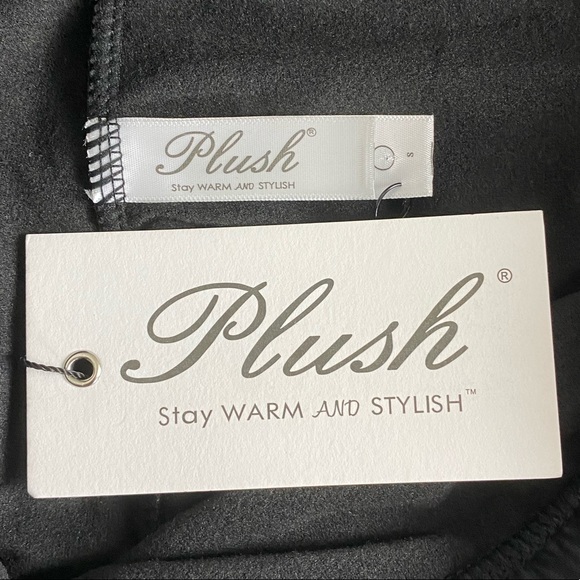 Plush®
Stay WARM AND STYLISH
S
Plush®
Stay WARM AND STYLISH™